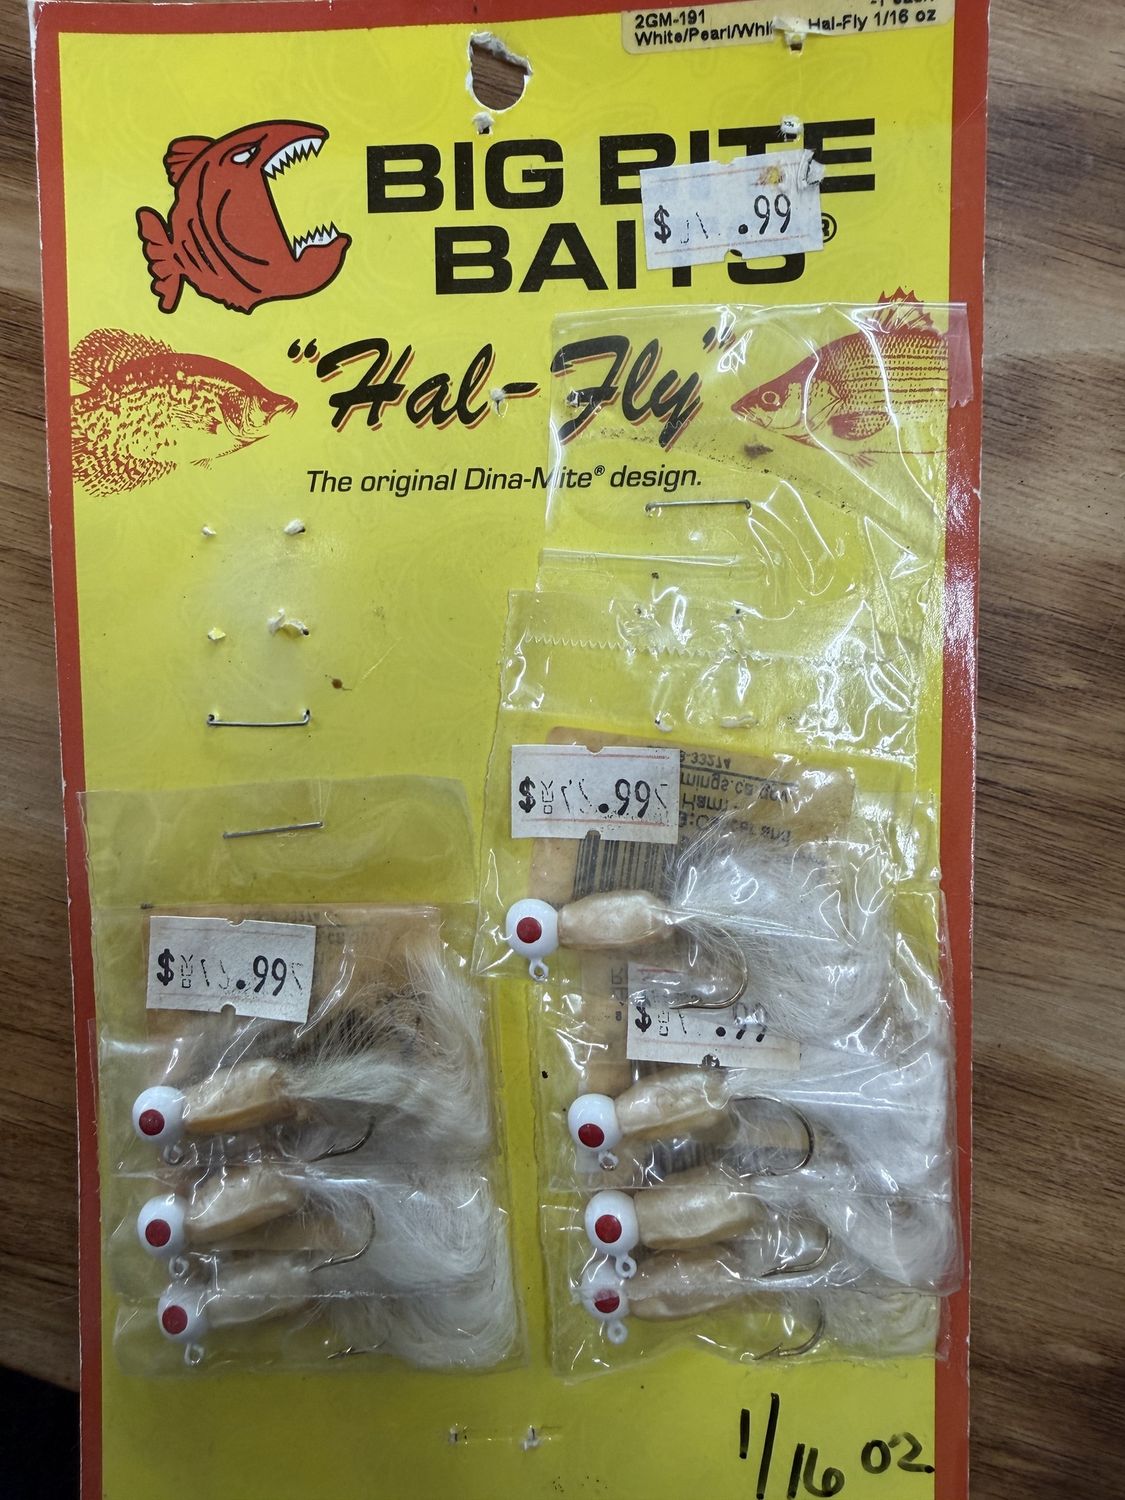 2GM-191
White/Pearl/Whi Hal-Fly 1/16 oz
BIG BITE
BAITS
$ .99
"Hal-Fly"
The original Dina-Mite® design.
$ .99
$ .99
$ .99
1/16 oz.